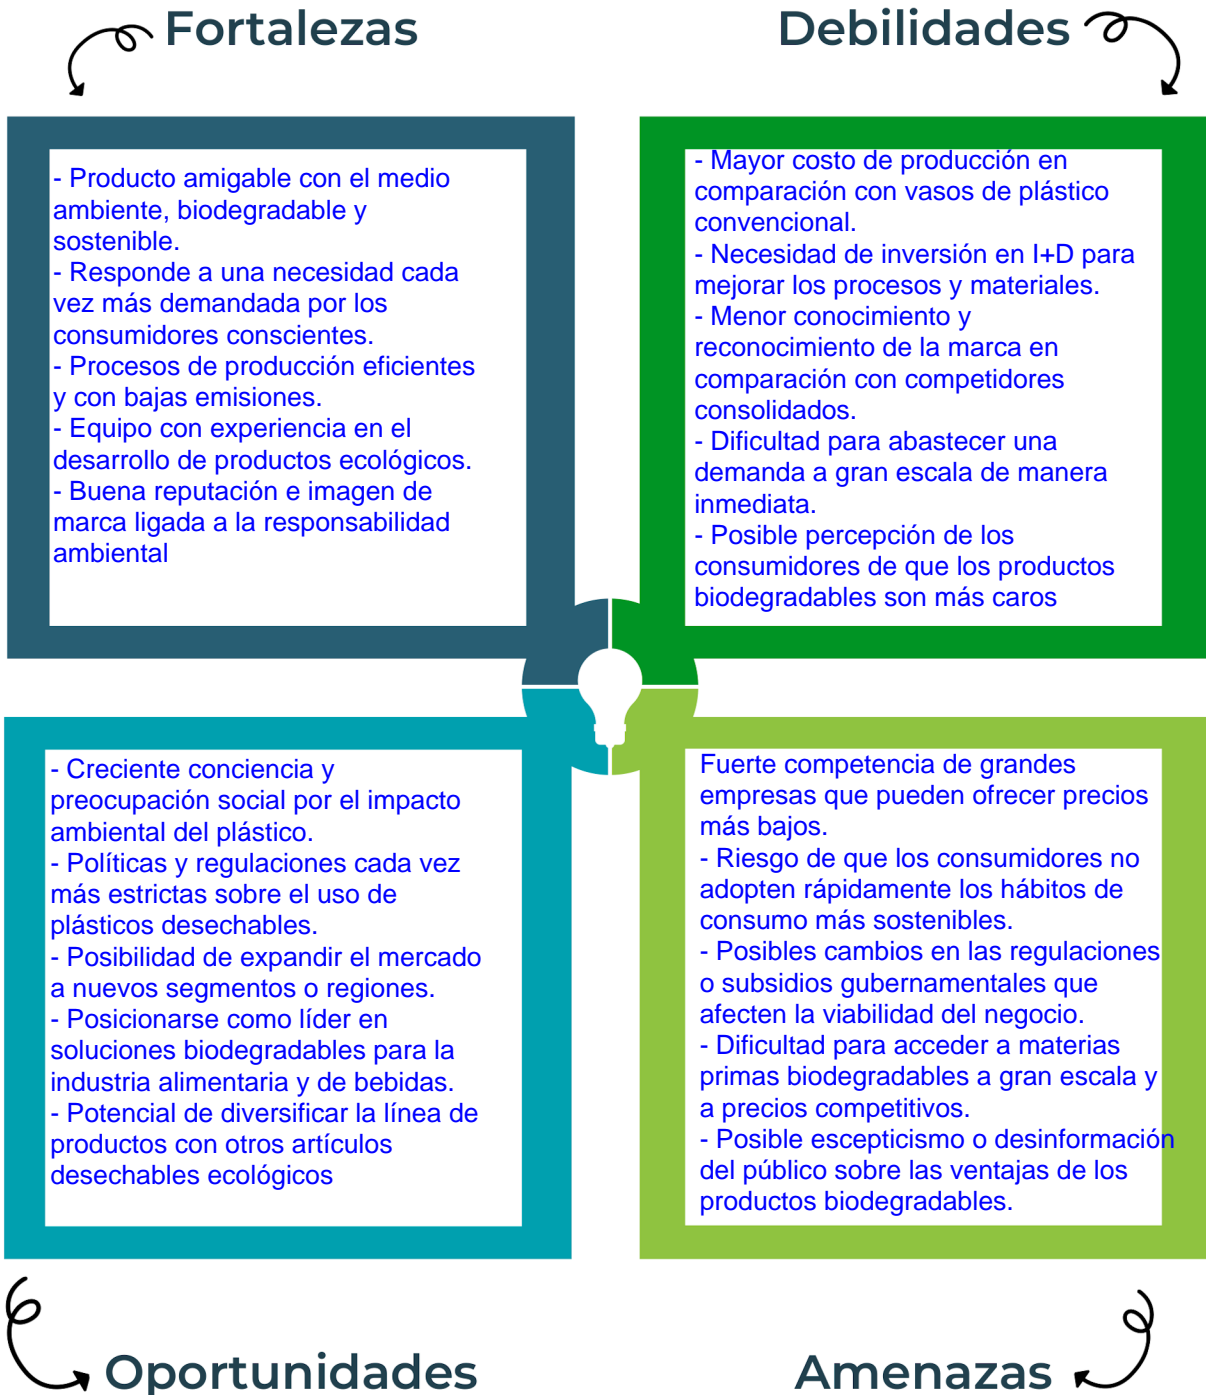 Fortalezas
- Producto amigable con el medio
ambiente, biodegradable y
sostenible.
- Responde a una necesidad cada
vez más demandada por los
consumidores conscientes.
- Procesos de producción eficientes
y con bajas emisiones.
- Equipo con experiencia en el
desarrollo de productos ecológicos.
- Buena reputación e imagen de
marca ligada a la responsabilidad
ambiental
Debilidades
- Mayor costo de producción en
comparación con vasos de plástico
convencional.
- Necesidad de inversión en I+D para
mejorar los procesos y materiales.
- Menor conocimiento y
reconocimiento de la marca en
comparación con competidores
consolidados.
- Dificultad para abastecer una
demanda a gran escala de manera
inmediata.
- Posible percepción de los
consumidores de que los productos
biodegradables son más caros
- Creciente conciencia y
preocupación social por el impacto
ambiental del plástico.
- Políticas y regulaciones cada vez
más estrictas sobre el uso de
plásticos desechables.
- Posibilidad de expandir el mercado
a nuevos segmentos o regiones.
- Posicionarse como líder en
soluciones biodegradables para la
industria alimentaria y de bebidas.
- Potencial de diversificar la línea de
productos con otros artículos
desechables ecológicos
Oportunidades
Fuerte competencia de grandes
empresas que pueden ofrecer precios
más bajos.
- Riesgo de que los consumidores no
adopten rápidamente los hábitos de
consumo más sostenibles.
- Posibles cambios en las regulaciones
o subsidios gubernamentales que
afecten la viabilidad del negocio.
- Dificultad para acceder a materias
primas biodegradables a gran escala y
a precios competitivos.
- Posible escepticismo o desinformación
del público sobre las ventajas de los
productos biodegradables.
Amenazas